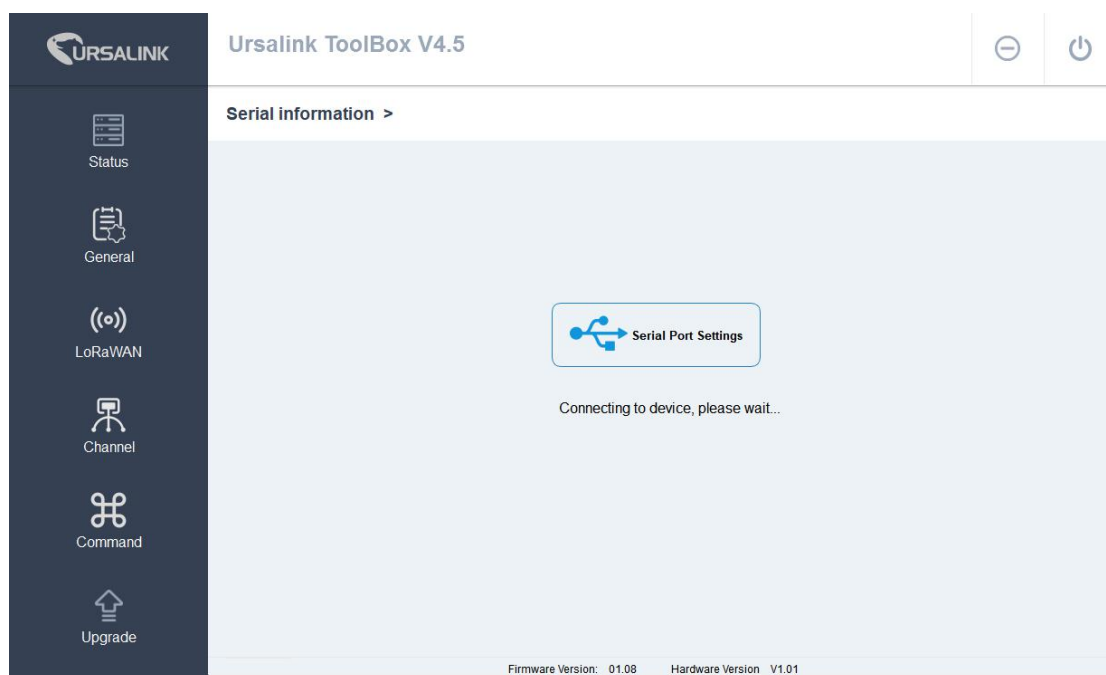 URSALINK
Ursalink ToolBox V4.5
Serial information >
Status
General
LoRaWAN
Channel
Command
Upgrade
Serial Port Settings
Connecting to device, please wait...
Firmware Version: 01.08 Hardware Version V1.01